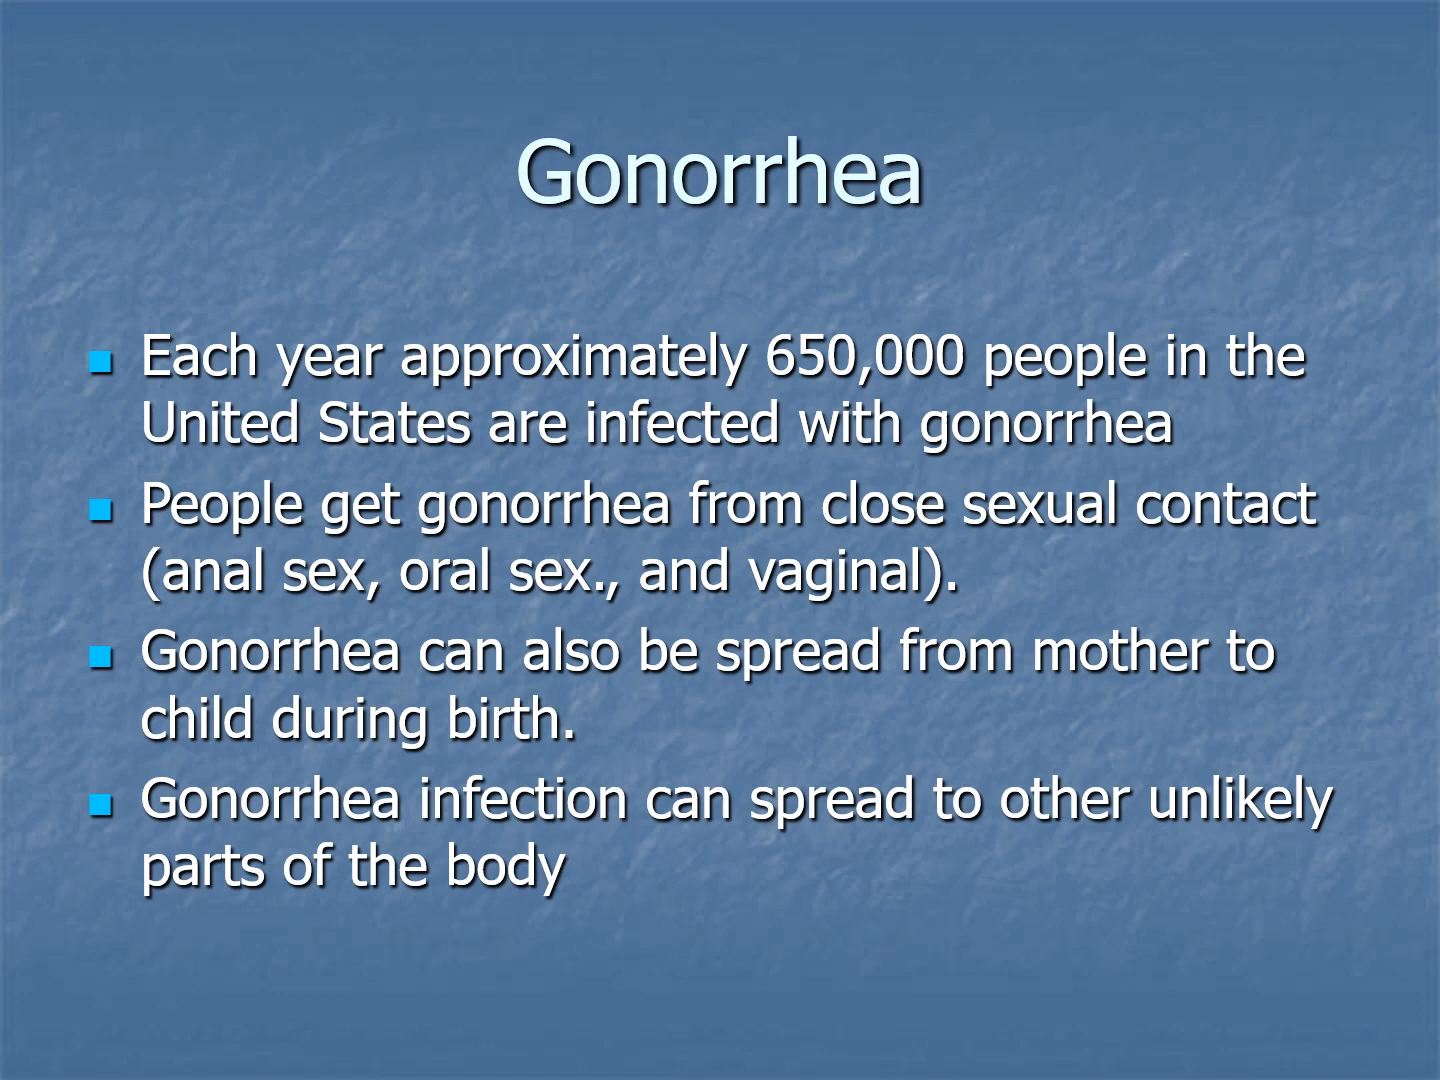 Gonorrhea
Each year approximately 650,000 people in the
United States are infected with gonorrhea
People get gonorrhea from close sexual contact
(anal sex, oral sex., and vaginal).
Gonorrhea can also be spread from mother to
child during birth.
Gonorrhea infection can spread to other unlikely
parts of the body